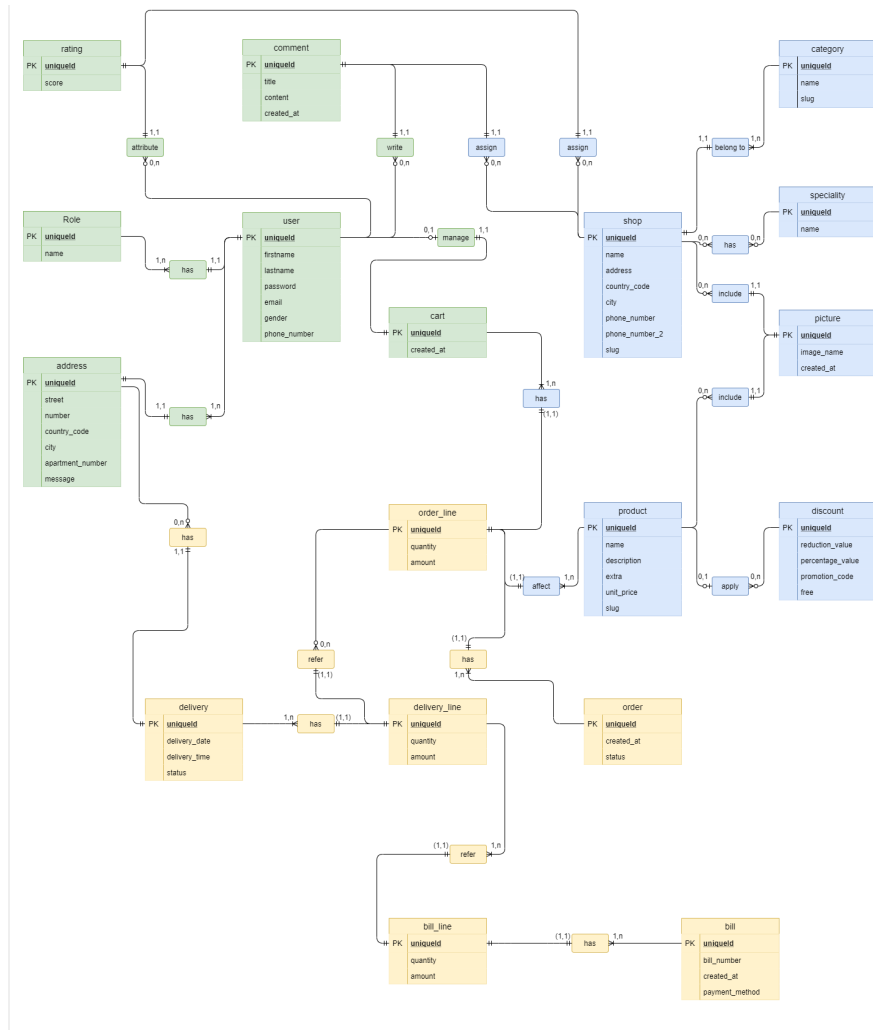 rating
PK uniqueId
score
comment
PK uniqueId
title
content
created_at
category
PK uniqueId
name
slug
1,1
attribute
0,n
1,1
write
0,n
1,1
assign
0,n
1,1
assign
0,n
1,1
belong to
1,n
Role
PK uniqueId
name
1,n
has
1,1
user
PK uniqueId
firstname
lastname
password
email
gender
phone_number
0,1
manage
1,1
shop
PK uniqueId
name
address
country_code
city
phone_number
phone_number_2
slug
speciality
PK uniqueId
name
0,n
has
0,n
0,n
include
1,1
picture
PK uniqueId
image_name
created_at
cart
PK uniqueId
created_at
address
PK uniqueId
street
number
country_code
city
apartment_number
message
1,1
has
1,n
1,n
has
(1,1)
0,n
include
1,1
0,n
has
1,1
order_line
PK uniqueId
quantity
amount
product
PK uniqueId
name
description
extra
unit_price
slug
discount
PK uniqueId
reduction_value
percentage_value
promotion_code
free
(1,1)
affect
1,n
0,1
apply
0,n
0,n
refer
(1,1)
(1,1)
has
1,n
delivery
PK uniqueId
delivery_date
delivery_time
status
1,n
has
(1,1)
delivery_line
PK uniqueId
quantity
amount
order
PK uniqueId
created_at
status
(1,1)
refer
1,n
bill_line
PK uniqueId
quantity
amount
(1,1)
has
1,n
bill
PK uniqueId
bill_number
created_at
payment_method